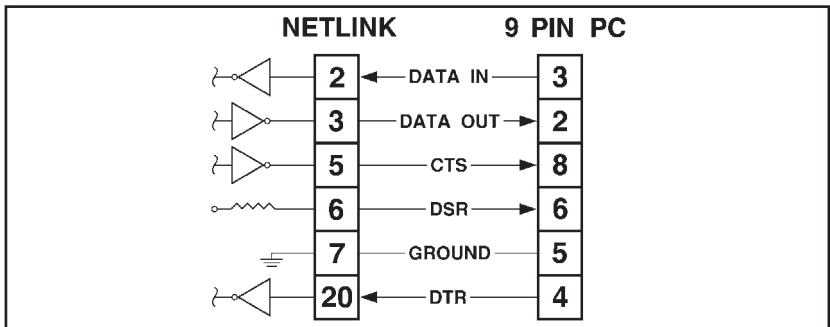 NETLINK 9 PIN PC
2 DATA IN 3
3 DATA OUT 2
5 CTS 8
6 DSR 6
7 GROUND 5
20 DTR 4